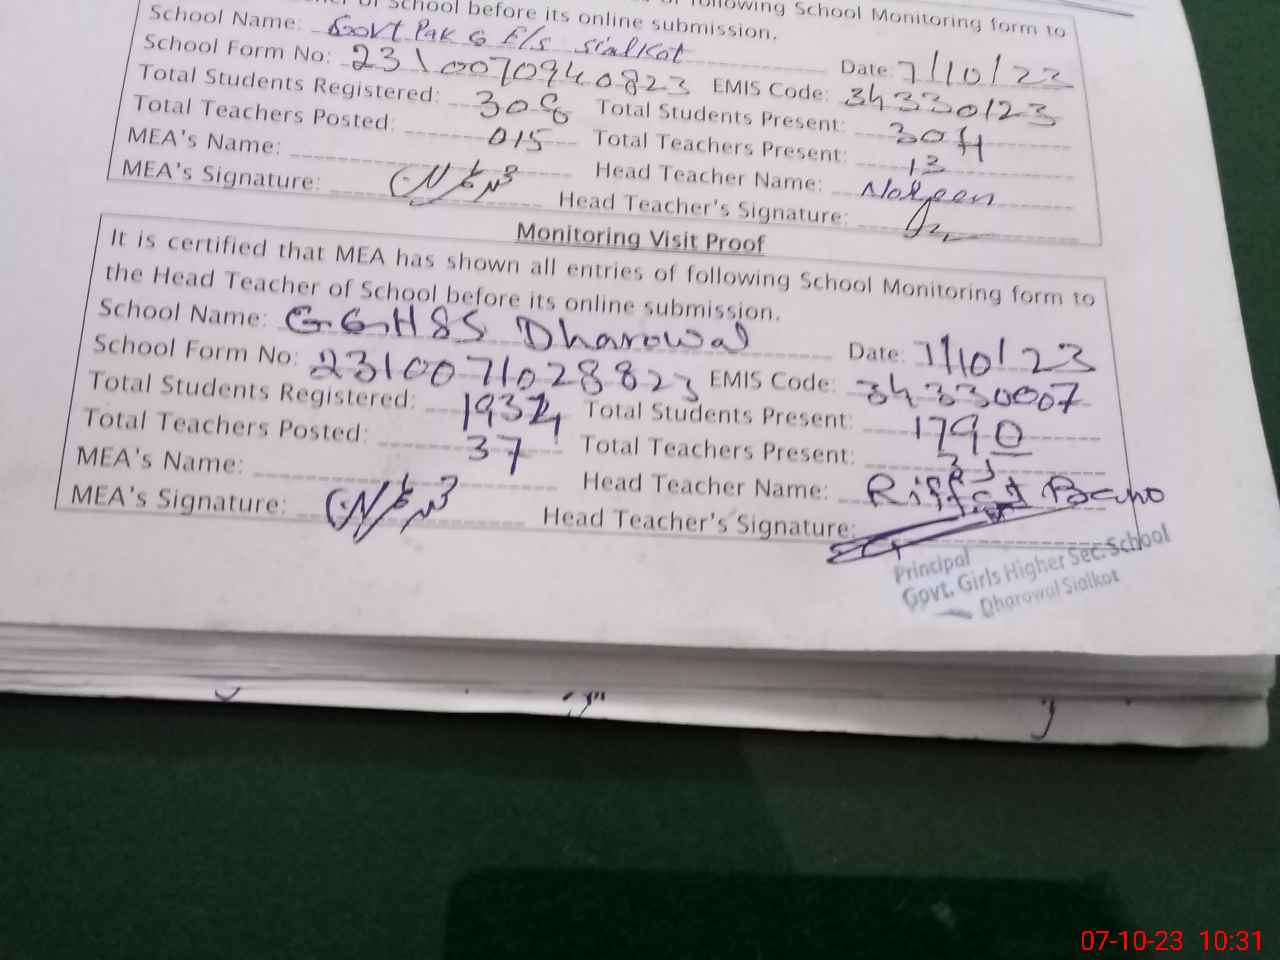 of School before its online submission. of following School Monitoring form to
School Name: Govt Pak G E/S Sialkot Date: 7/10/23
School Form No: 2310070940823 EMIS Code: 34330123
Total Students Registered: 308 Total Students Present:
Total Teachers Posted: 015 Total Teachers Present: 13
MEA's Name: Head Teacher Name: Noreen
MEA's Signature: Head Teacher's Signature:
Monitoring Visit Proof
It is certified that MEA has shown all entries of following School Monitoring form to
the Head Teacher of School before its online submission.
School Name: GGHSS Dharowal Date: 7/10/23
School Form No: 2310071028823 EMIS Code: 34330007
Total Students Registered: Total Students Present: 1790
Total Teachers Posted: 37 Total Teachers Present:
MEA's Name: Head Teacher Name: Riffat Bano
MEA's Signature: Head Teacher's Signature:
Principal
Govt. Girls Higher Sec. School
Dharowal Sialkot
07-10-23 10:31